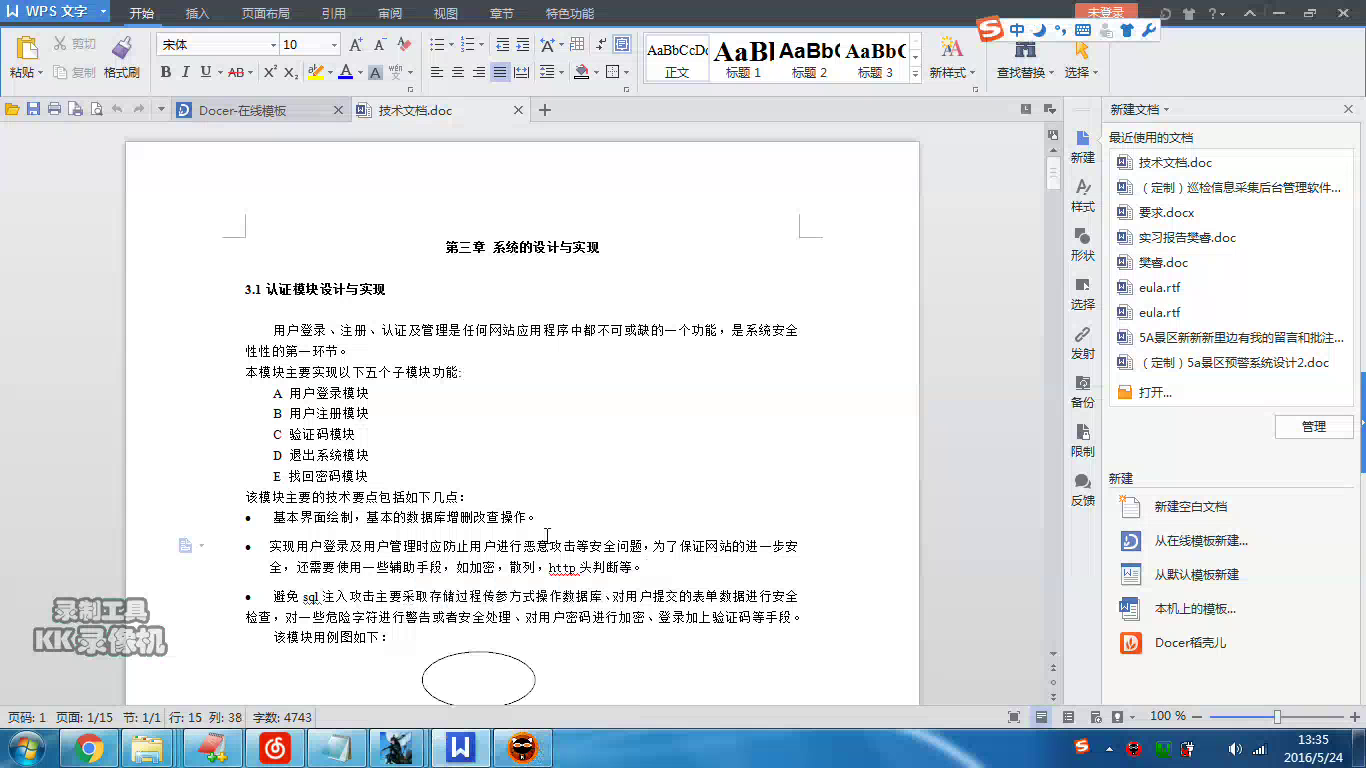 W WPS 文字
开始 插入 页面布局 引用 审阅 视图 章节 特色功能 未登录
中
粘贴 剪切 复制 格式刷
宋体 10
B I U AB X² X₂ A A
AaBbCcDc AaBl AaBbC AaBbC
正文 标题 1 标题 2 标题 3
新样式 查找替换 选择
Docer-在线模板 技术文档.doc
第三章 系统的设计与实现
3.1 认证模块设计与实现
用户登录、注册、认证及管理是任何网站应用程序中都不可或缺的一个功能，是系统安全
性性的第一环节。
本模块主要实现以下五个子模块功能:
A 用户登录模块
B 用户注册模块
C 验证码模块
D 退出系统模块
E 找回密码模块
该模块主要的技术要点包括如下几点：
• 基本界面绘制，基本的数据库增删改查操作。
• 实现用户登录及用户管理时应防止用户进行恶意攻击等安全问题，为了保证网站的进一步安
全，还需要使用一些辅助手段，如加密，散列，http 头判断等。
• 避免 sql 注入攻击主要采取存储过程传参方式操作数据库、对用户提交的表单数据进行安全
检查，对一些危险字符进行警告或者安全处理、对用户密码进行加密、登录加上验证码等手段。
该模块用例图如下：
录制工具
KK录像机
新建
样式
形状
选择
发射
备份
限制
反馈
新建文档
最近使用的文档
技术文档.doc
（定制）巡检信息采集后台管理软件...
要求.docx
实习报告樊睿.doc
樊睿.doc
eula.rtf
eula.rtf
5A景区新新新里边有我的留言和批注...
（定制）5a景区预警系统设计2.doc
打开...
管理
新建
新建空白文档
从在线模板新建...
从默认模板新建
本机上的模板...
Docer稻壳儿
页码: 1 页面: 1/15 节: 1/1 行: 15 列: 38 字数: 4743 100 %
13:35
2016/5/24